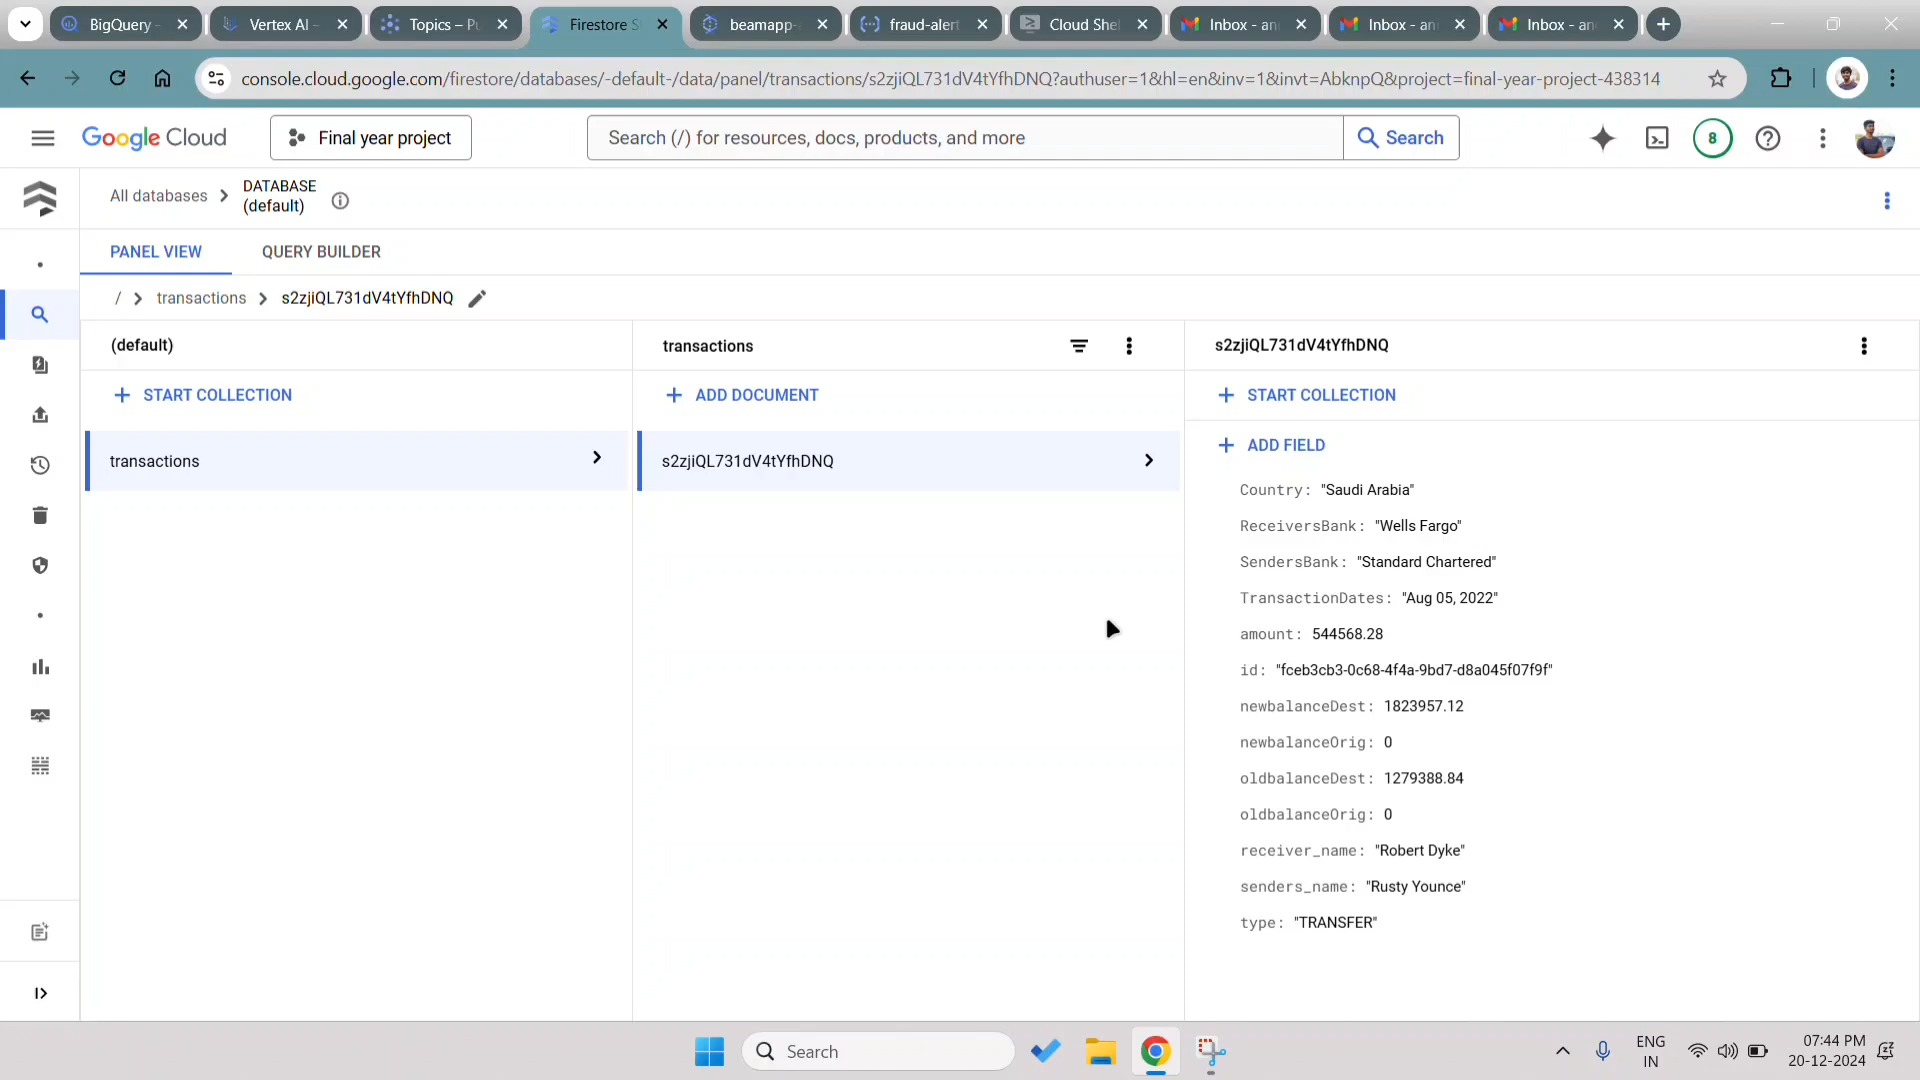 BigQuery -
Vertex AI -
Topics – Pu
Firestore S
beamapp-
fraud-alert
Cloud Shel
Inbox - an
Inbox - an
Inbox - an
console.cloud.google.com/firestore/databases/-default-/data/panel/transactions/s2zjiQL731dV4tYfhDNQ?authuser=1&hl=en&inv=1&invt=AbknpQ&project=final-year-project-438314
Google Cloud
Final year project
Search (/) for resources, docs, products, and more
Search
8
All databases
DATABASE
(default)
PANEL VIEW
QUERY BUILDER
/ > transactions > s2zjiQL731dV4tYfhDNQ
(default)
transactions
s2zjiQL731dV4tYfhDNQ
+ START COLLECTION
+ ADD DOCUMENT
+ START COLLECTION
transactions
s2zjiQL731dV4tYfhDNQ
+ ADD FIELD
Country: "Saudi Arabia"
ReceiversBank: "Wells Fargo"
SendersBank: "Standard Chartered"
TransactionDates: "Aug 05, 2022"
amount: 544568.28
id: "fceb3cb3-0c68-4f4a-9bd7-d8a045f07f9f"
newbalanceDest: 1823957.12
newbalanceOrig: 0
oldbalanceDest: 1279388.84
oldbalanceOrig: 0
receiver_name: "Robert Dyke"
senders_name: "Rusty Younce"
type: "TRANSFER"
Search
ENG
IN
07:44 PM
20-12-2024